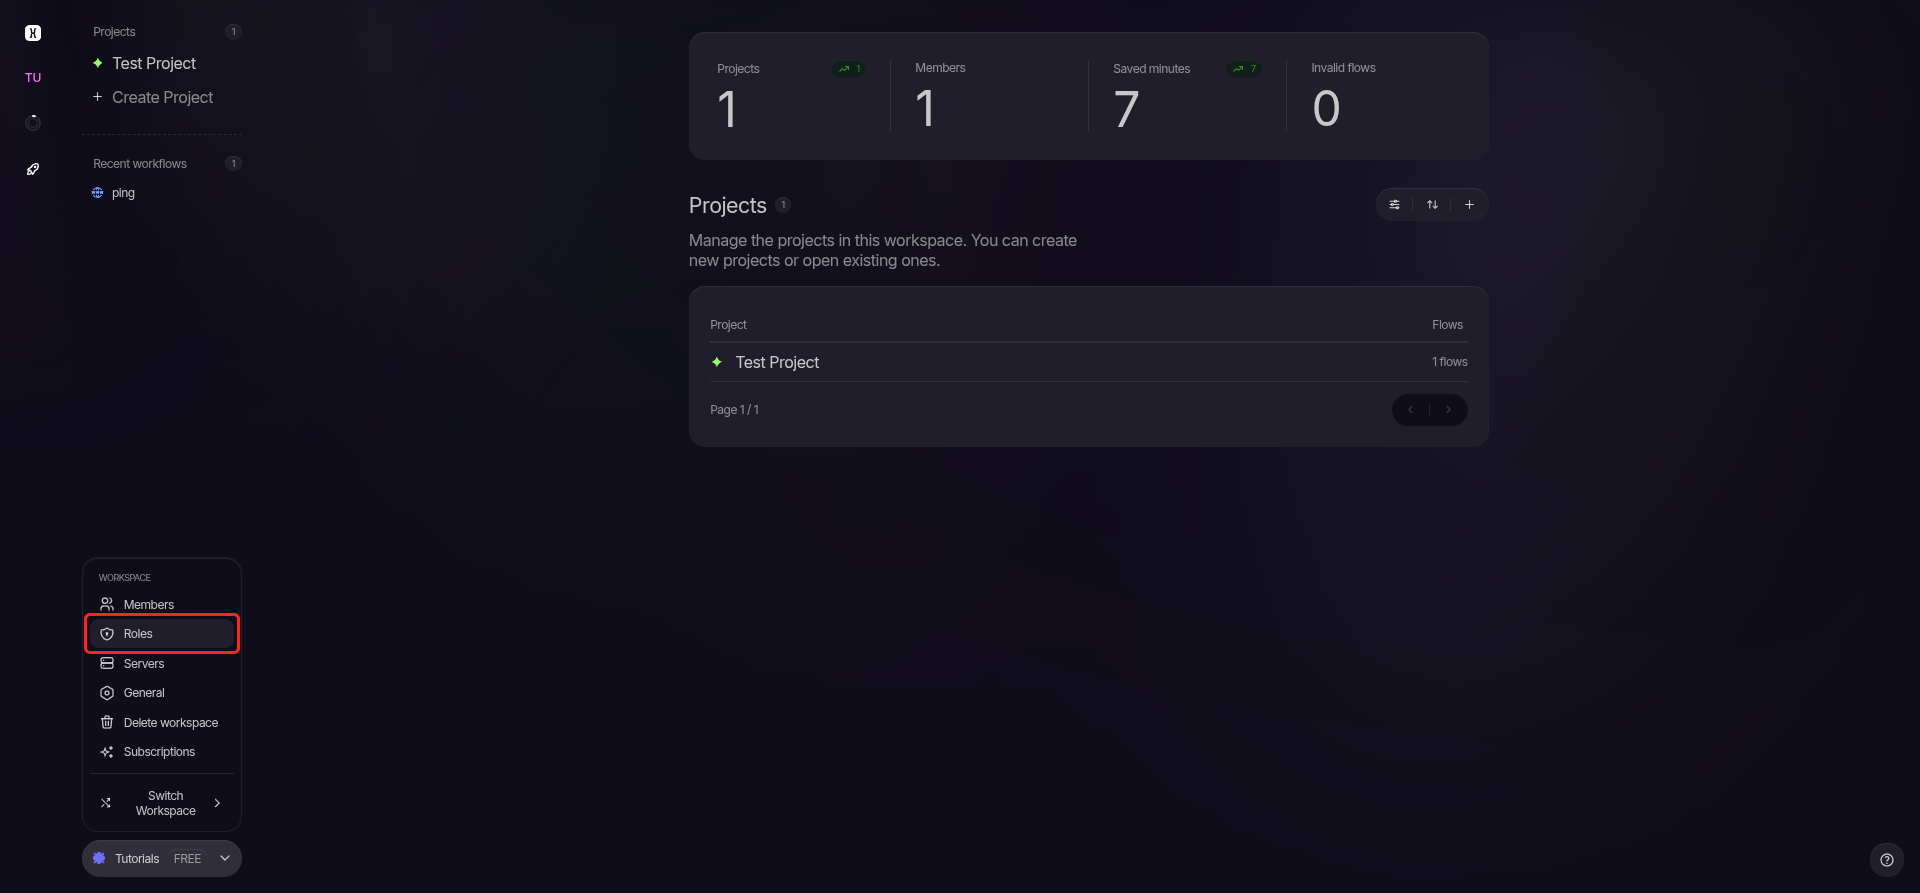 TU
Projects 1
Test Project
Create Project
Recent workflows 1
ping
WORKSPACE
Members
Roles
Servers
General
Delete workspace
Subscriptions
Switch
Workspace
Tutorials FREE
Projects 1
1
Members
1
Saved minutes 7
7
Invalid flows
0
Projects 1
Manage the projects in this workspace. You can create
new projects or open existing ones.
Project Flows
Test Project 1 flows
Page 1 / 1